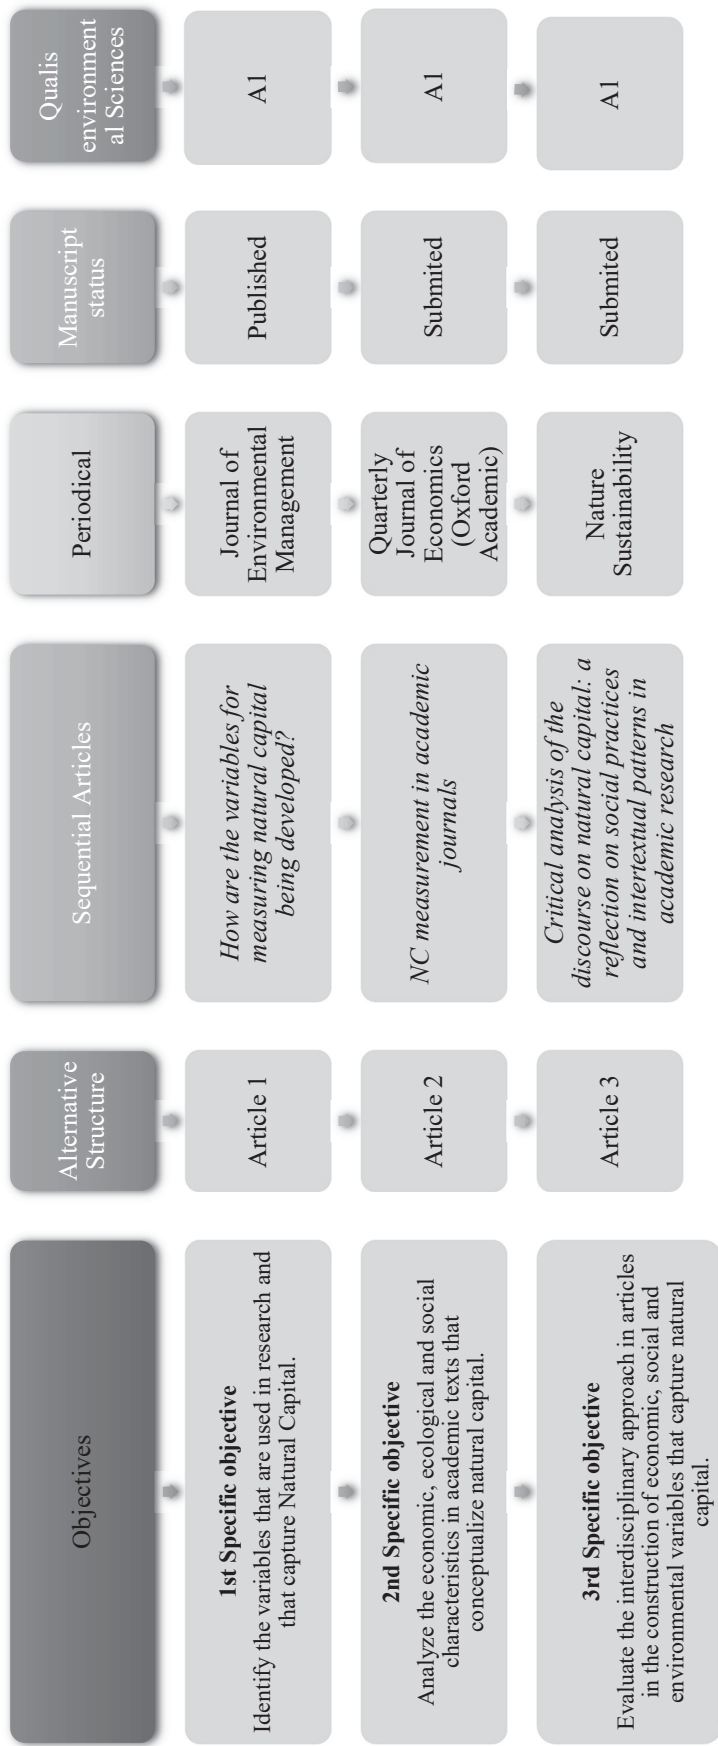 Objectives
1st Specific objective
Identify the variables that are used in research and
that capture Natural Capital.
2nd Specific objective
Analyze the economic, ecological and social
characteristics in academic texts that
conceptualize natural capital.
3rd Specific objective
Evaluate the interdisciplinary approach in articles
in the construction of economic, social and
environmental variables that capture natural
capital.
Alternative
Structure
Article 1
Article 2
Article 3
Sequential Articles
How are the variables for
measuring natural capital
being developed?
NC measurement in academic
journals
Critical analysis of the
discourse on natural capital: a
reflection on social practices
and intertextual patterns in
academic research
Periodical
Journal of
Environmental
Management
Quarterly
Journal of
Economics
(Oxford
Academic)
Nature
Sustainability
Manuscript
status
Published
Submited
Submited
Qualis
environment
al Sciences
A1
A1
A1